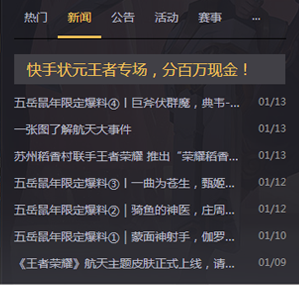 热门 新闻 公告 活动 赛事 ...
快手状元王者专场，分百万现金！
五岳鼠年限定爆料④丨巨斧伏群魔，典韦-... 01/13
一张图了解航天大事件 01/13
苏州稻香村联手王者荣耀 推出“荣耀稻香... 01/13
五岳鼠年限定爆料③丨一曲为苍生，甄姬... 01/12
五岳鼠年限定爆料②丨骑鱼的神医，庄周... 01/12
五岳鼠年限定爆料①丨蒙面神射手，伽罗... 01/10
《王者荣耀》航天主题皮肤正式上线，请... 01/09